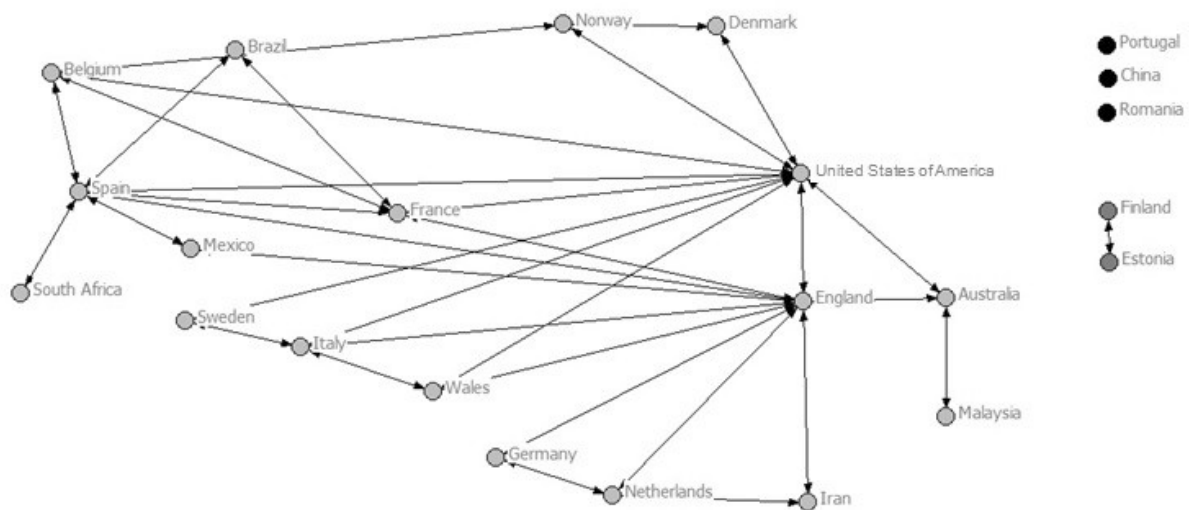 Norway
Denmark
Brazil
Belgium
Portugal
China
Romania
United States of America
Spain
France
Finland
Mexico
Estonia
South Africa
England
Australia
Sweden
Italy
Wales
Malaysia
Germany
Netherlands
Iran